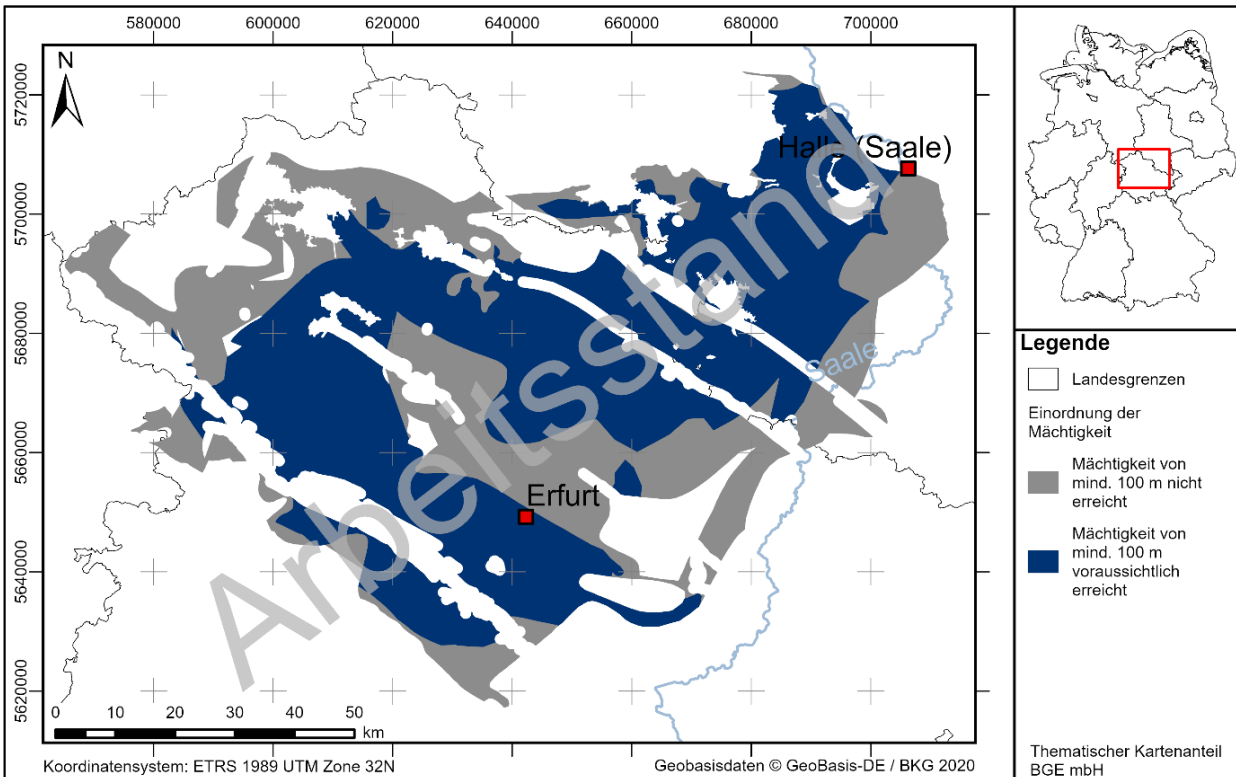 580000 600000 620000 640000 660000 680000 700000
5720000
5700000
5680000
5660000
5640000
5620000
N
Halle (Saale)
Saale
Erfurt
Arbeitsstand
0 10 20 30 40 50
km
Koordinatensystem: ETRS 1989 UTM Zone 32N
Geobasisdaten © GeoBasis-DE / BKG 2020
Legende
Landesgrenzen
Einordnung der
Mächtigkeit
Mächtigkeit von
mind. 100 m nicht
erreicht
Mächtigkeit von
mind. 100 m
voraussichtlich
erreicht
Thematischer Kartenanteil
BGE mbH